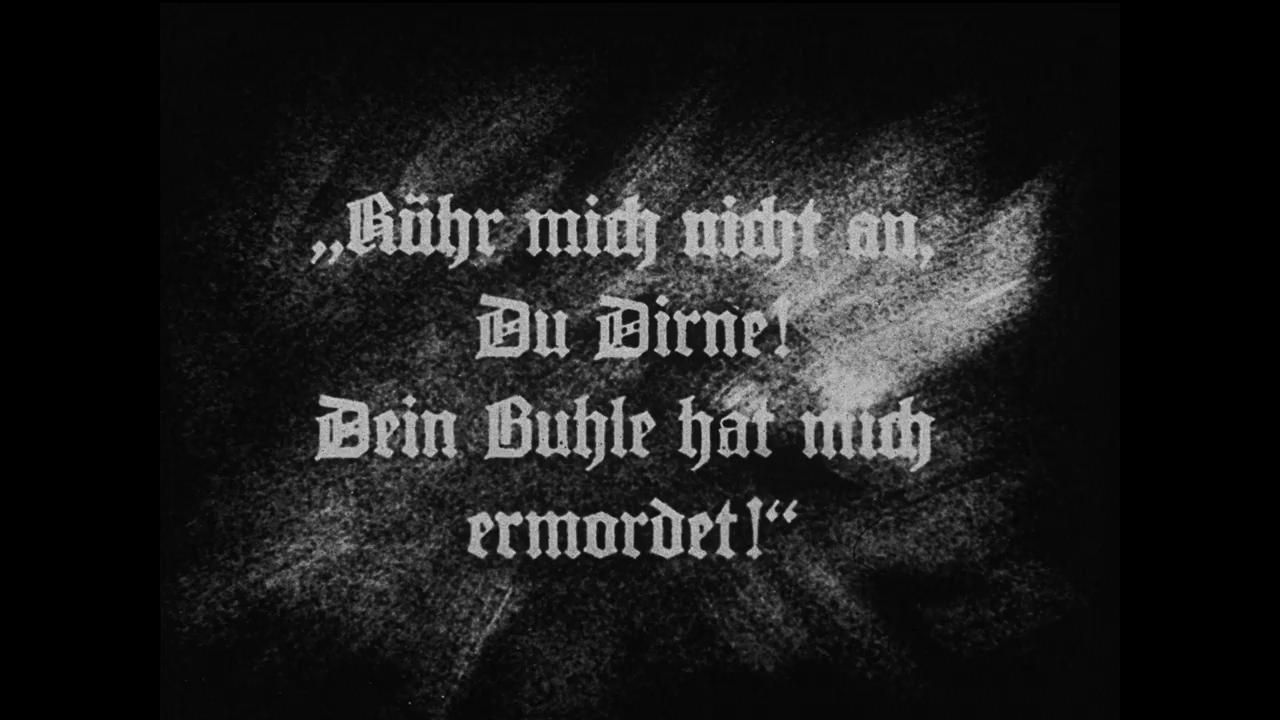 „Rühr mich nicht an,
Du Dirne!
Dein Buhle hat mich
ermordet!“